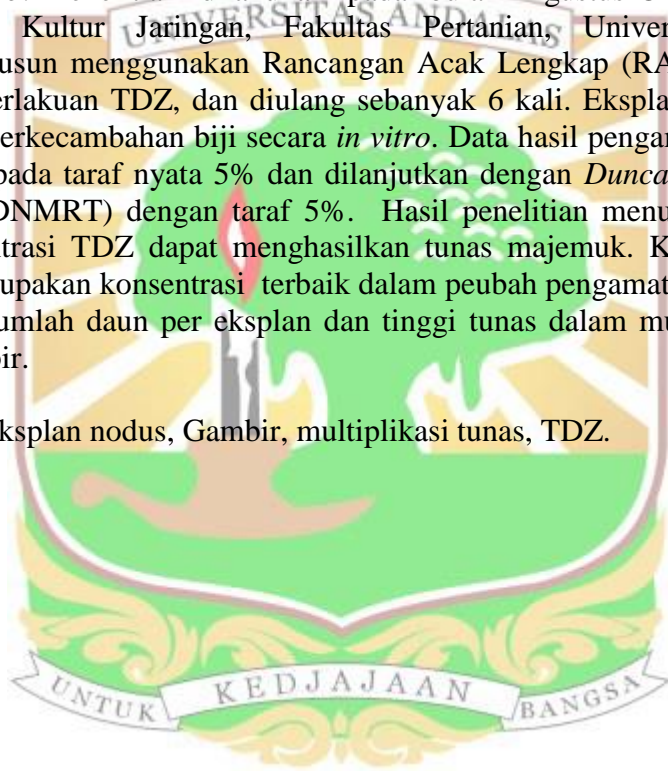 UNIVERSITAS ANDALAS
Kultur Jaringan, Fakultas Pertanian, Univer
usun menggunakan Rancangan Acak Lengkap (RA
erlakuan TDZ, dan diulang sebanyak 6 kali. Ekspla
erkecambahan biji secara in vitro. Data hasil pengar
pada taraf nyata 5% dan dilanjutkan dengan Dunca
DNMRT) dengan taraf 5%. Hasil penelitian menu
ntrasi TDZ dapat menghasilkan tunas majemuk. K
upakan konsentrasi terbaik dalam peubah pengamat
umlah daun per eksplan dan tinggi tunas dalam mu
bir.
ksplan nodus, Gambir, multiplikasi tunas, TDZ.
UNTUK KEDJAJAAN BANGSA